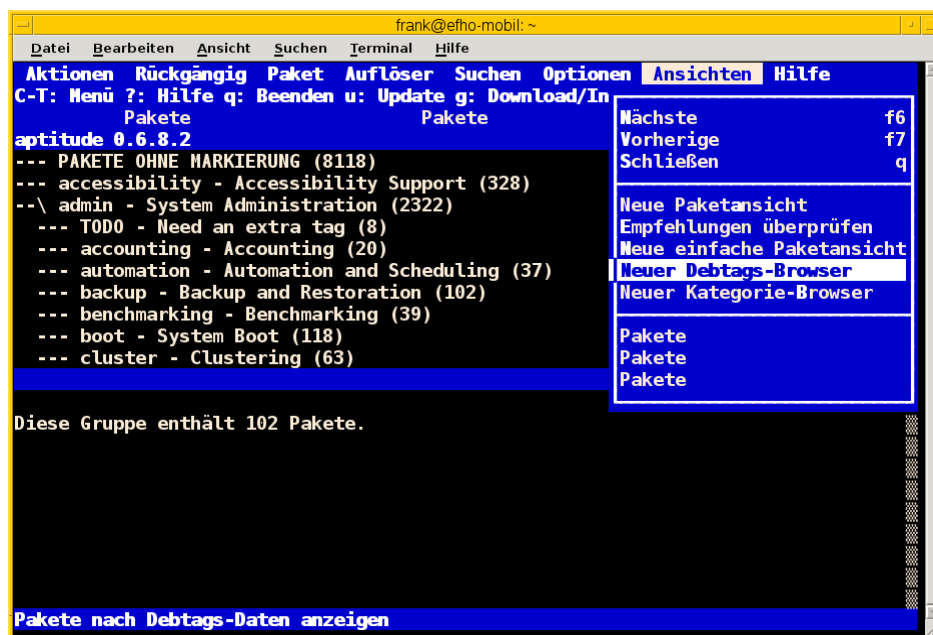 frank@efho-mobil: ~
Datei Bearbeiten Ansicht Suchen Terminal Hilfe
Aktionen Rückgängig Paket Auflöser Suchen Optionen Ansichten Hilfe
C-T: Menü ?: Hilfe q: Beenden u: Update g: Download/In
Pakete Pakete
aptitude 0.6.8.2
--- PAKETE OHNE MARKIERUNG (8118)
--- accessibility - Accessibility Support (328)
--\ admin - System Administration (2322)
--- TODO - Need an extra tag (8)
--- accounting - Accounting (20)
--- automation - Automation and Scheduling (37)
--- backup - Backup and Restoration (102)
--- benchmarking - Benchmarking (39)
--- boot - System Boot (118)
--- cluster - Clustering (63)
Nächste f6
Vorherige f7
Schließen q
Neue Paketansicht
Empfehlungen überprüfen
Neue einfache Paketansicht
Neuer Debtags-Browser
Neuer Kategorie-Browser
Pakete
Pakete
Pakete
Diese Gruppe enthält 102 Pakete.
Pakete nach Debtags-Daten anzeigen